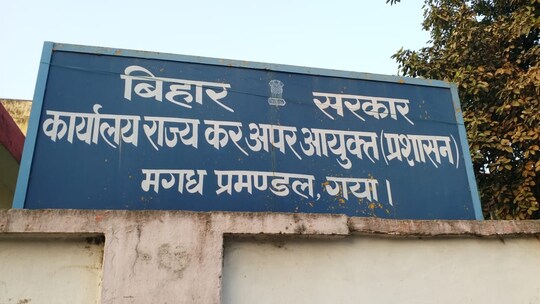 बिहार सरकार
कार्यालय राज्य कर अपर आयुक्त (प्रशासन)
मगध प्रमण्डल, गया।